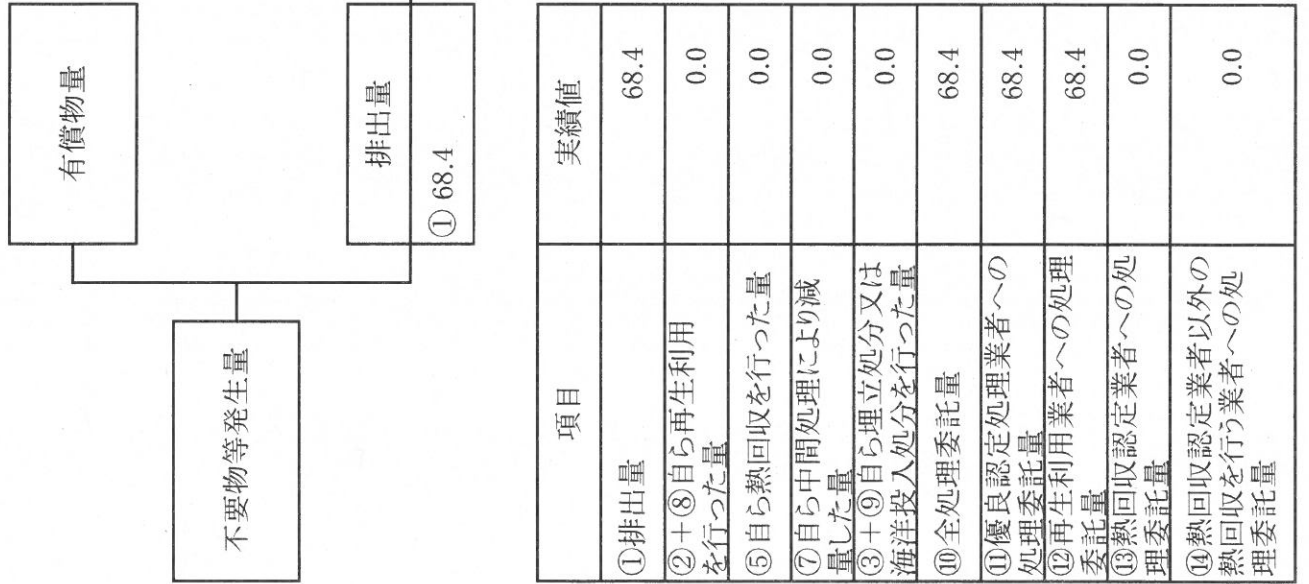 有償物量
不要物等発生量
排出量
① 68.4
項目
実績値
①排出量
68.4
②+⑧自ら再生利用
を行った量
0.0
⑤自ら熱回収を行った量
0.0
⑦自ら中間処理により減
量した量
0.0
③+⑨自ら埋立処分又は
海洋投入処分を行った量
0.0
⑩全処理委託量
68.4
⑪優良認定処理業者への
処理委託量
68.4
⑫再生利用業者への処理
委託量
68.4
⑬熱回収認定業者への処
理委託量
0.0
⑭熱回収認定業者以外の
熱回収を行う業者への処
理委託量
0.0